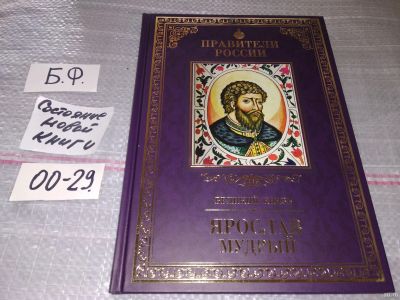 Б.Ф.
Состояние
новой
книги
00-29
ПРАВИТЕЛИ
РОССИИ
ВЕЛИКИЙ КНЯЗЬ
ЯРОСЛАВ
МУДРЫЙ